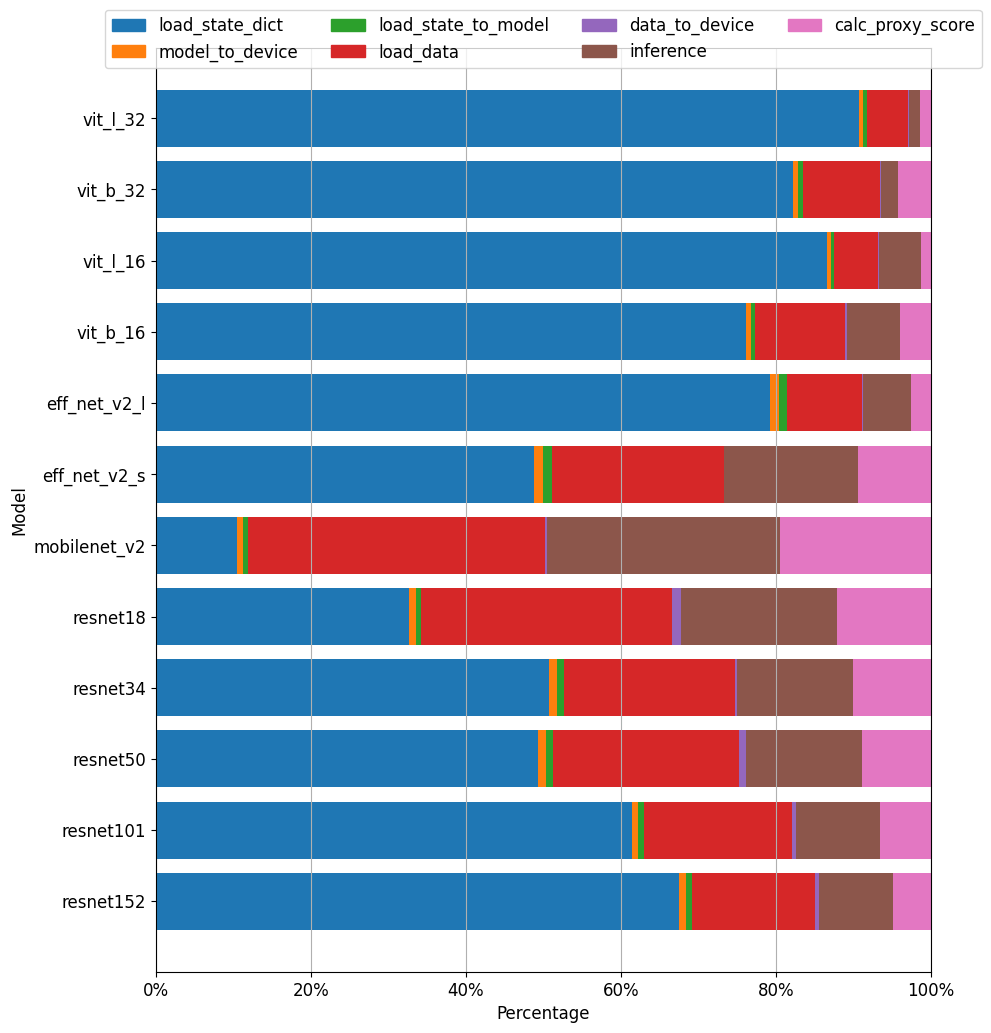 load_state_dict load_state_to_model data_to_device calc_proxy_score
model_to_device load_data inference
vit_l_32
vit_b_32
vit_l_16
vit_b_16
eff_net_v2_l
eff_net_v2_s
mobilenet_v2
resnet18
resnet34
resnet50
resnet101
resnet152
Model
0% 20% 40% 60% 80% 100%
Percentage